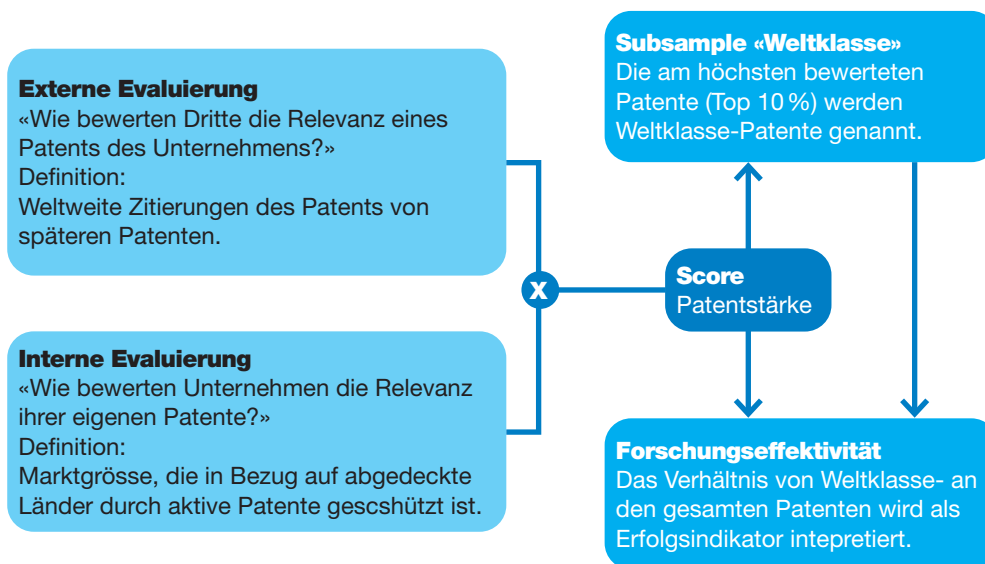 Externe Evaluierung
«Wie bewerten Dritte die Relevanz eines
Patents des Unternehmens?»
Definition:
Weltweite Zitierungen des Patents von
späteren Patenten.
Interne Evaluierung
«Wie bewerten Unternehmen die Relevanz
ihrer eigenen Patente?»
Definition:
Marktgrösse, die in Bezug auf abgedeckte
Länder durch aktive Patente gescshützt ist.
X
Score
Patentstärke
Subsample «Weltklasse»
Die am höchsten bewerteten
Patente (Top 10 %) werden
Weltklasse-Patente genannt.
Forschungseffektivität
Das Verhältnis von Weltklasse- an
den gesamten Patenten wird als
Erfolgsindikator intepretiert.